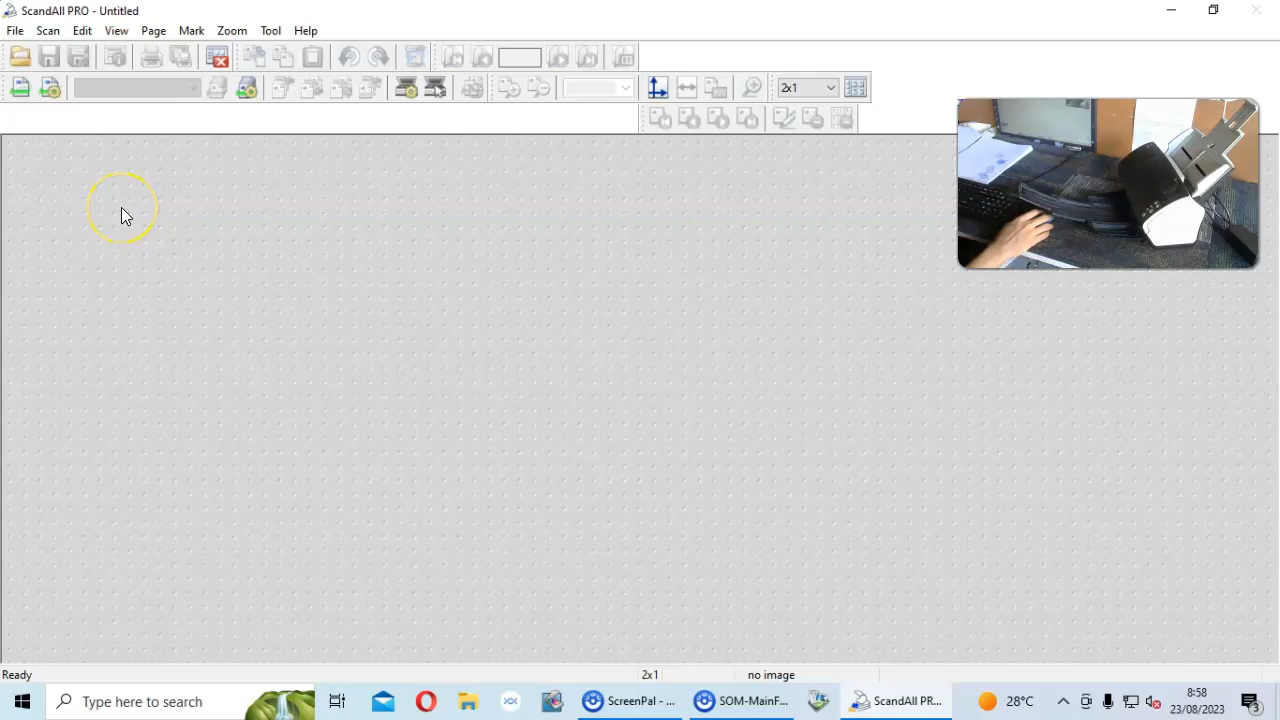 ScandAll PRO - Untitled
File Scan Edit View Page Mark Zoom Tool Help
2x1
Ready 2x1 no image
Type here to search ScreenPal - ... SOM-MainF... ScandAll PR... 28°C 8:58
23/08/2023
3